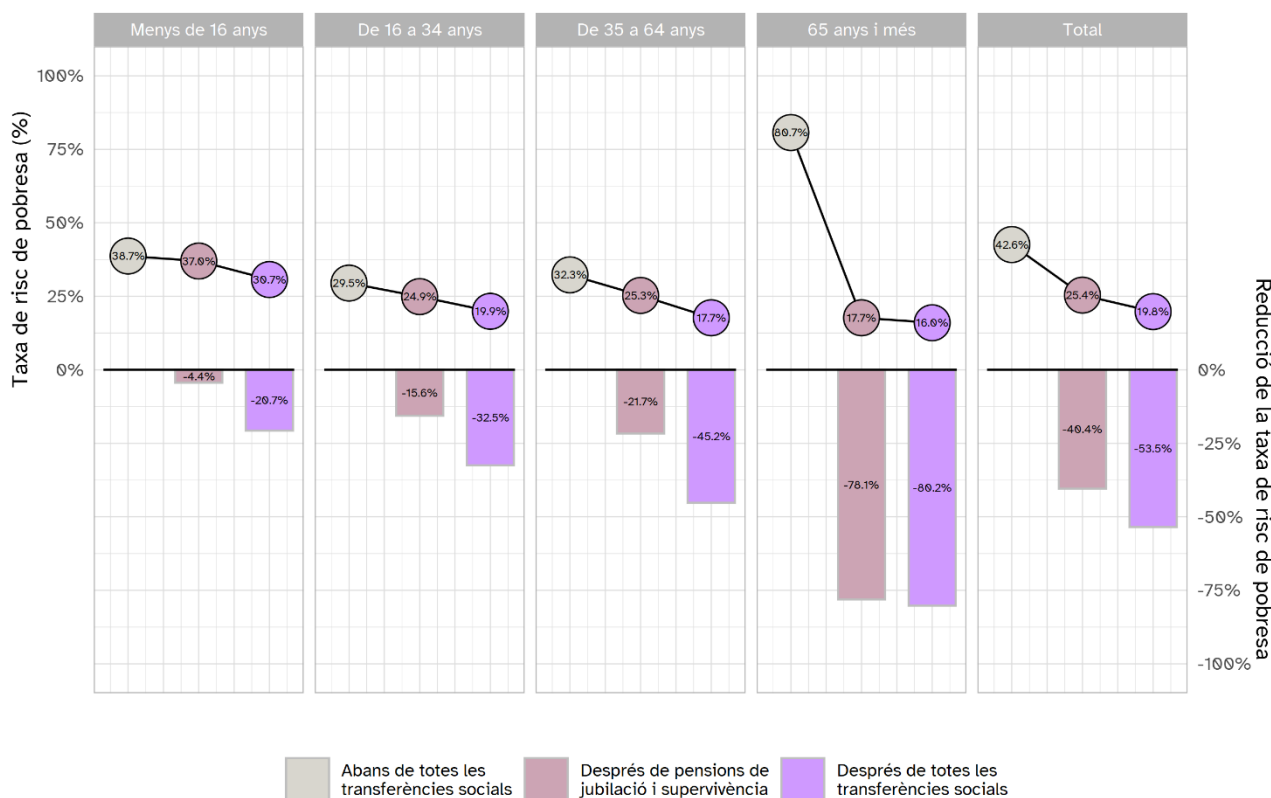 Menys de 16 anys
De 16 a 34 anys
De 35 a 64 anys
65 anys i més
Total
Taxa de risc de pobresa (%)
100%
75%
50%
25%
0%
38.7%
37.0%
30.7%
-4.4%
-20.7%
29.5%
24.9%
19.9%
-15.6%
-32.5%
32.3%
25.3%
17.7%
-21.7%
-45.2%
80.7%
17.7%
16.0%
-78.1%
-80.2%
42.6%
25.4%
19.8%
-40.4%
-53.5%
0%
-25%
-50%
-75%
-100%
Reducció de la taxa de risc de pobresa
Abans de totes les
transferències socials
Després de pensions de
jubilació i supervivència
Després de totes les
transferències socials